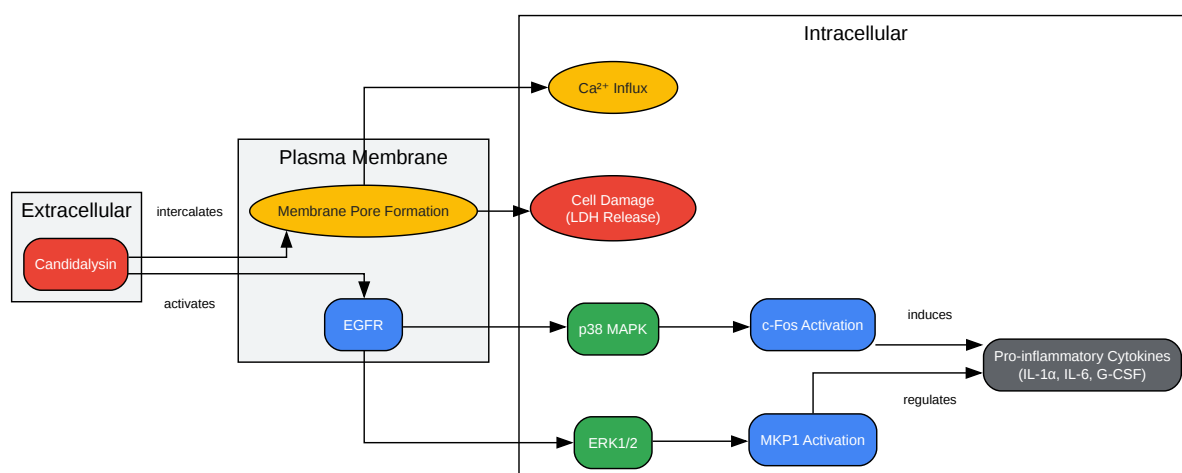 Intracellular
Ca²⁺ Influx
Plasma Membrane
Extracellular
intercalates
Membrane Pore Formation
Cell Damage
(LDH Release)
Candidalysin
activates
EGFR
p38 MAPK
c-Fos Activation
induces
Pro-inflammatory Cytokines
(IL-1α, IL-6, G-CSF)
regulates
ERK1/2
MKP1 Activation